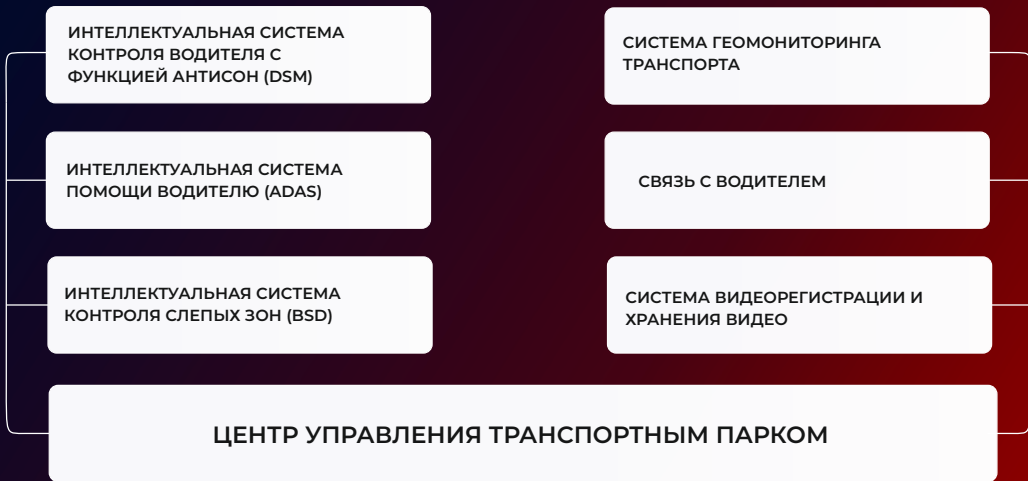 ИНТЕЛЛЕКТУАЛЬНАЯ СИСТЕМА
КОНТРОЛЯ ВОДИТЕЛЯ С
ФУНКЦИЕЙ АНТИСОН (DSM)
СИСТЕМА ГЕОМОНИТОРИНГА
ТРАНСПОРТА
ИНТЕЛЛЕКТУАЛЬНАЯ СИСТЕМА
ПОМОЩИ ВОДИТЕЛЮ (ADAS)
СВЯЗЬ С ВОДИТЕЛЕМ
ИНТЕЛЛЕКТУАЛЬНАЯ СИСТЕМА
КОНТРОЛЯ СЛЕПЫХ ЗОН (BSD)
СИСТЕМА ВИДЕОРЕГИСТРАЦИИ И
ХРАНЕНИЯ ВИДЕО
ЦЕНТР УПРАВЛЕНИЯ ТРАНСПОРТНЫМ ПАРКОМ